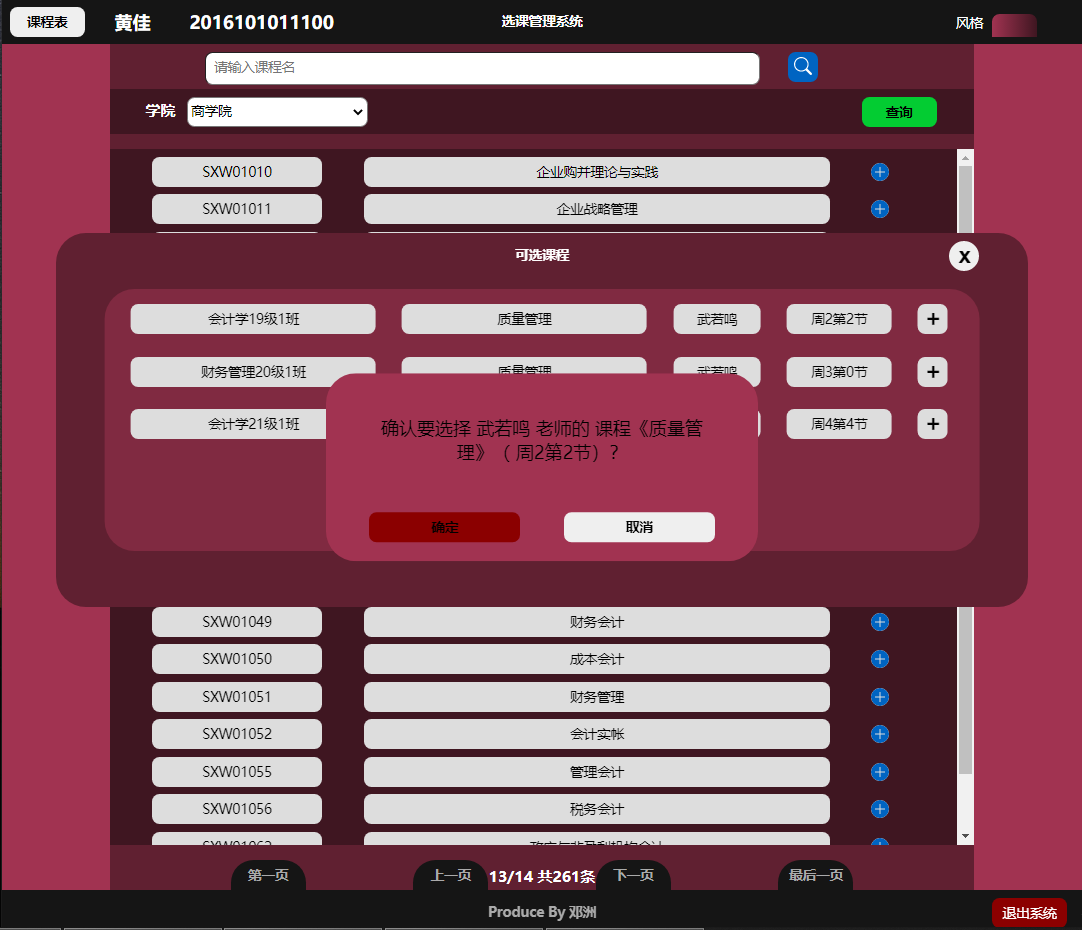 课程表
黄佳
2016101011100
选课管理系统
风格
请输入课程名
学院
商学院
查询
SXW01010
企业购并理论与实践
SXW01011
企业战略管理
可选课程
X
会计学19级1班
质量管理
武若鸣
周2第2节
+
财务管理20级1班
质量管理
武若鸣
周3第0节
+
会计学21级1班
周4第4节
+
确认要选择 武若鸣 老师的 课程《质量管
理》（ 周2第2节）？
确定
取消
SXW01049
财务会计
SXW01050
成本会计
SXW01051
财务管理
SXW01052
会计实帐
SXW01055
管理会计
SXW01056
税务会计
第一页
上一页
13/14 共261条
下一页
最后一页
Produce By 邓洲
退出系统